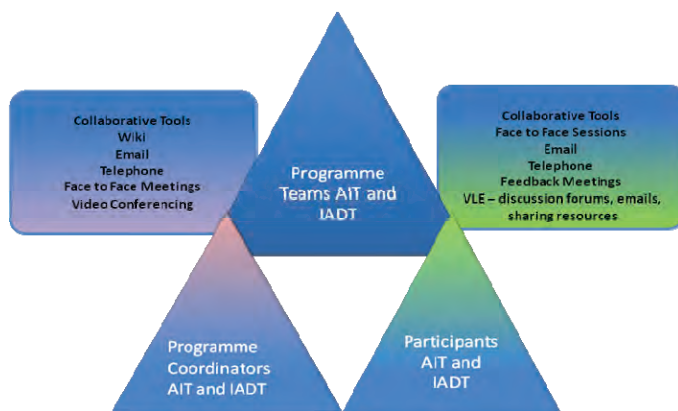 Collaborative Tools
Wiki
Email
Telephone
Face to Face Meetings
Video Conferencing
Programme
Teams AIT and
IADT
Collaborative Tools
Face to Face Sessions
Email
Telephone
Feedback Meetings
VLE – discussion forums, emails,
sharing resources
Programme
Coordinators
AIT and IADT
Participants
AIT and
IADT